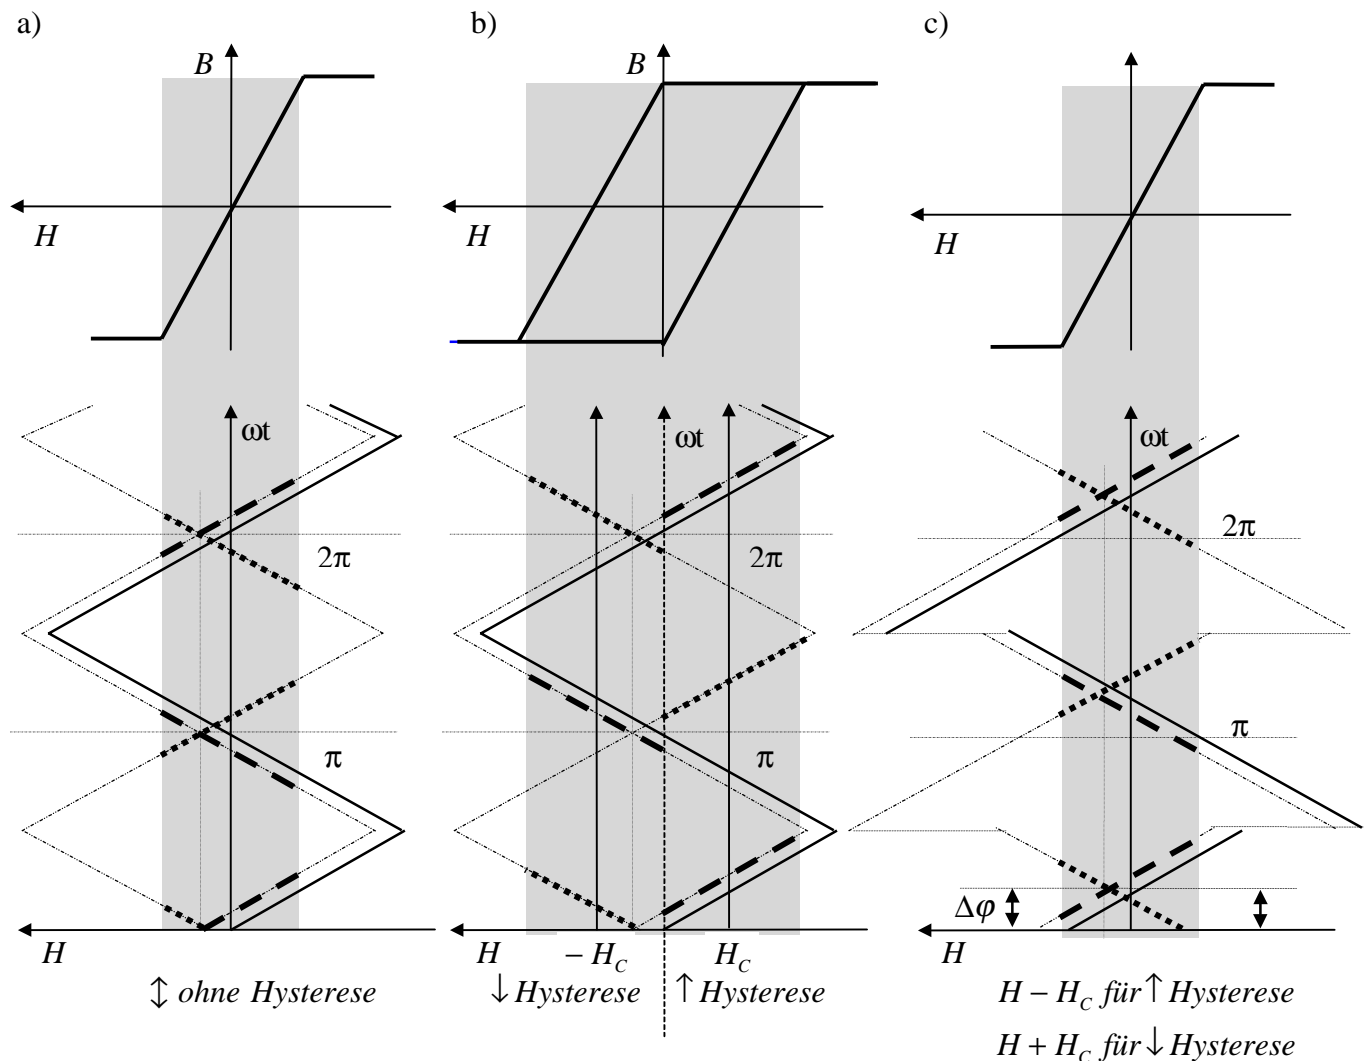 a)
b)
c)
B
B
H
H
H
ωt
ωt
ωt
2π
2π
2π
π
π
π
Δφ
H
H
– H_C
H_C
H
↕ ohne Hysterese
↓ Hysterese
↑ Hysterese
H – H_C für ↑ Hysterese
H + H_C für ↓ Hysterese